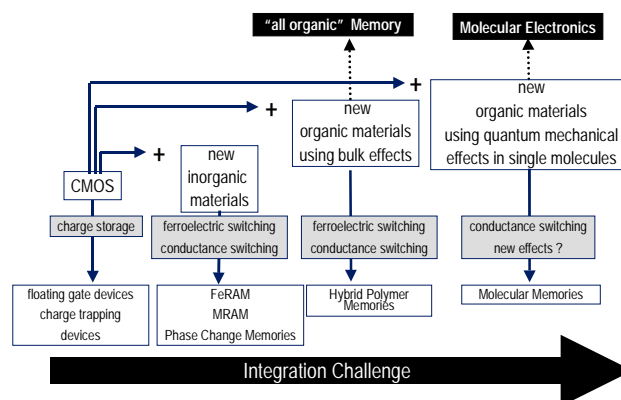 “all organic” Memory
Molecular Electronics
+
new
organic materials
using quantum mechanical
effects in single molecules
+
new
organic materials
using bulk effects
+
new
inorganic
materials
CMOS
charge storage
ferroelectric switching
conductance switching
ferroelectric switching
conductance switching
conductance switching
new effects ?
floating gate devices
charge trapping
devices
FeRAM
MRAM
Phase Change Memories
Hybrid Polymer
Memories
Molecular Memories
Integration Challenge